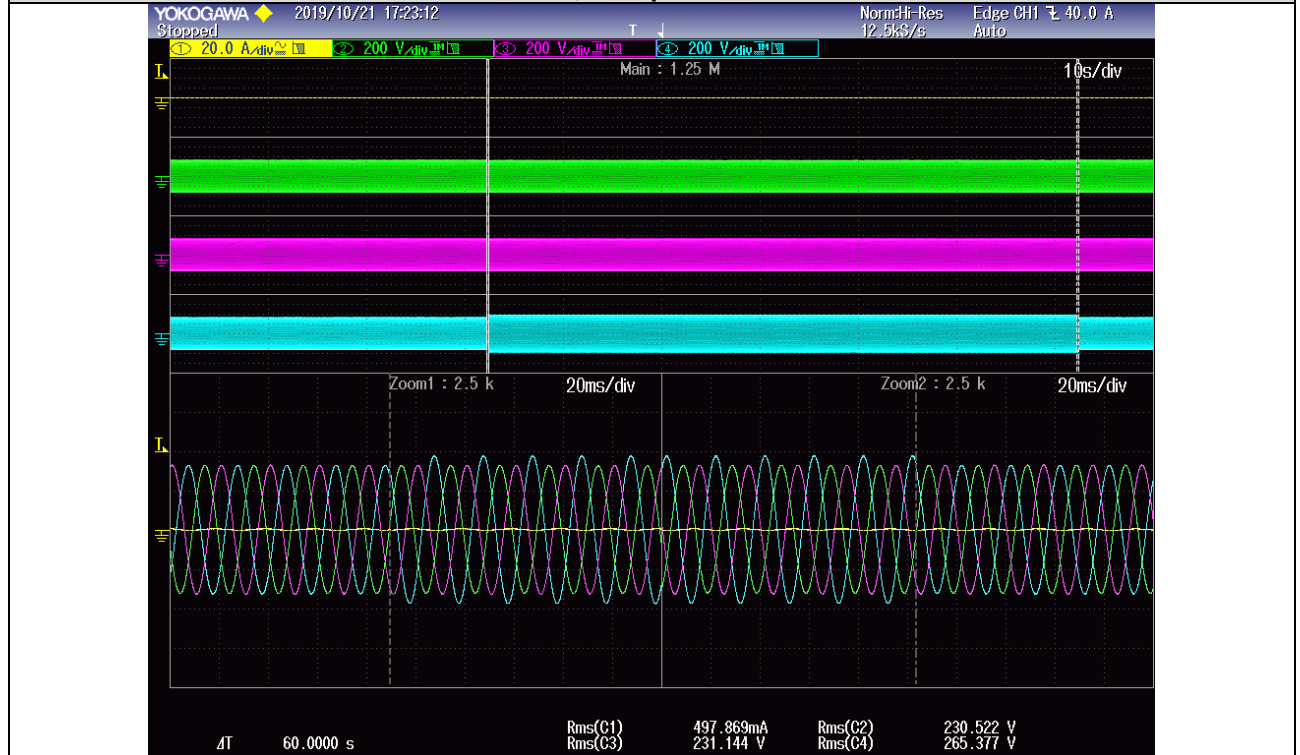 YOKOGAWA 2019/10/21 17:23:12 Norm:Hi-Res Edge CH1 40.0 A
Stopped T 12.5kS/s Auto
1 20.0 A/div 2 200 V/div 1M 3 200 V/div 1M 4 200 V/div 1M
Main : 1.25 M 10s/div
Zoom1 : 2.5 k 20ms/div Zoom2 : 2.5 k 20ms/div
Rms(C1) 497.869mA Rms(C2) 230.522 V
ΔT 60.0000 s Rms(C3) 231.144 V Rms(C4) 265.377 V